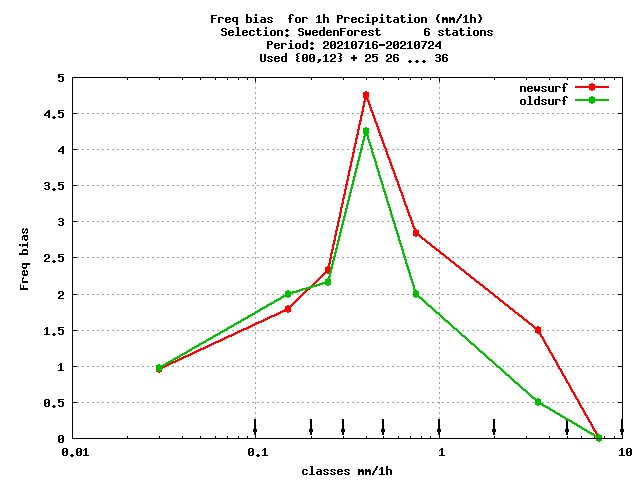 Freq bias  for 1h Precipitation (mm/1h)
Selection: SwedenForest      6 stations
Period: 20210716-20210724
Used {00,12} + 25 26 ... 36
newsurf
oldsurf
5
4.5
4
3.5
3
2.5
2
1.5
1
0.5
0
Freq bias
0.01
0.1
1
10
classes mm/1h